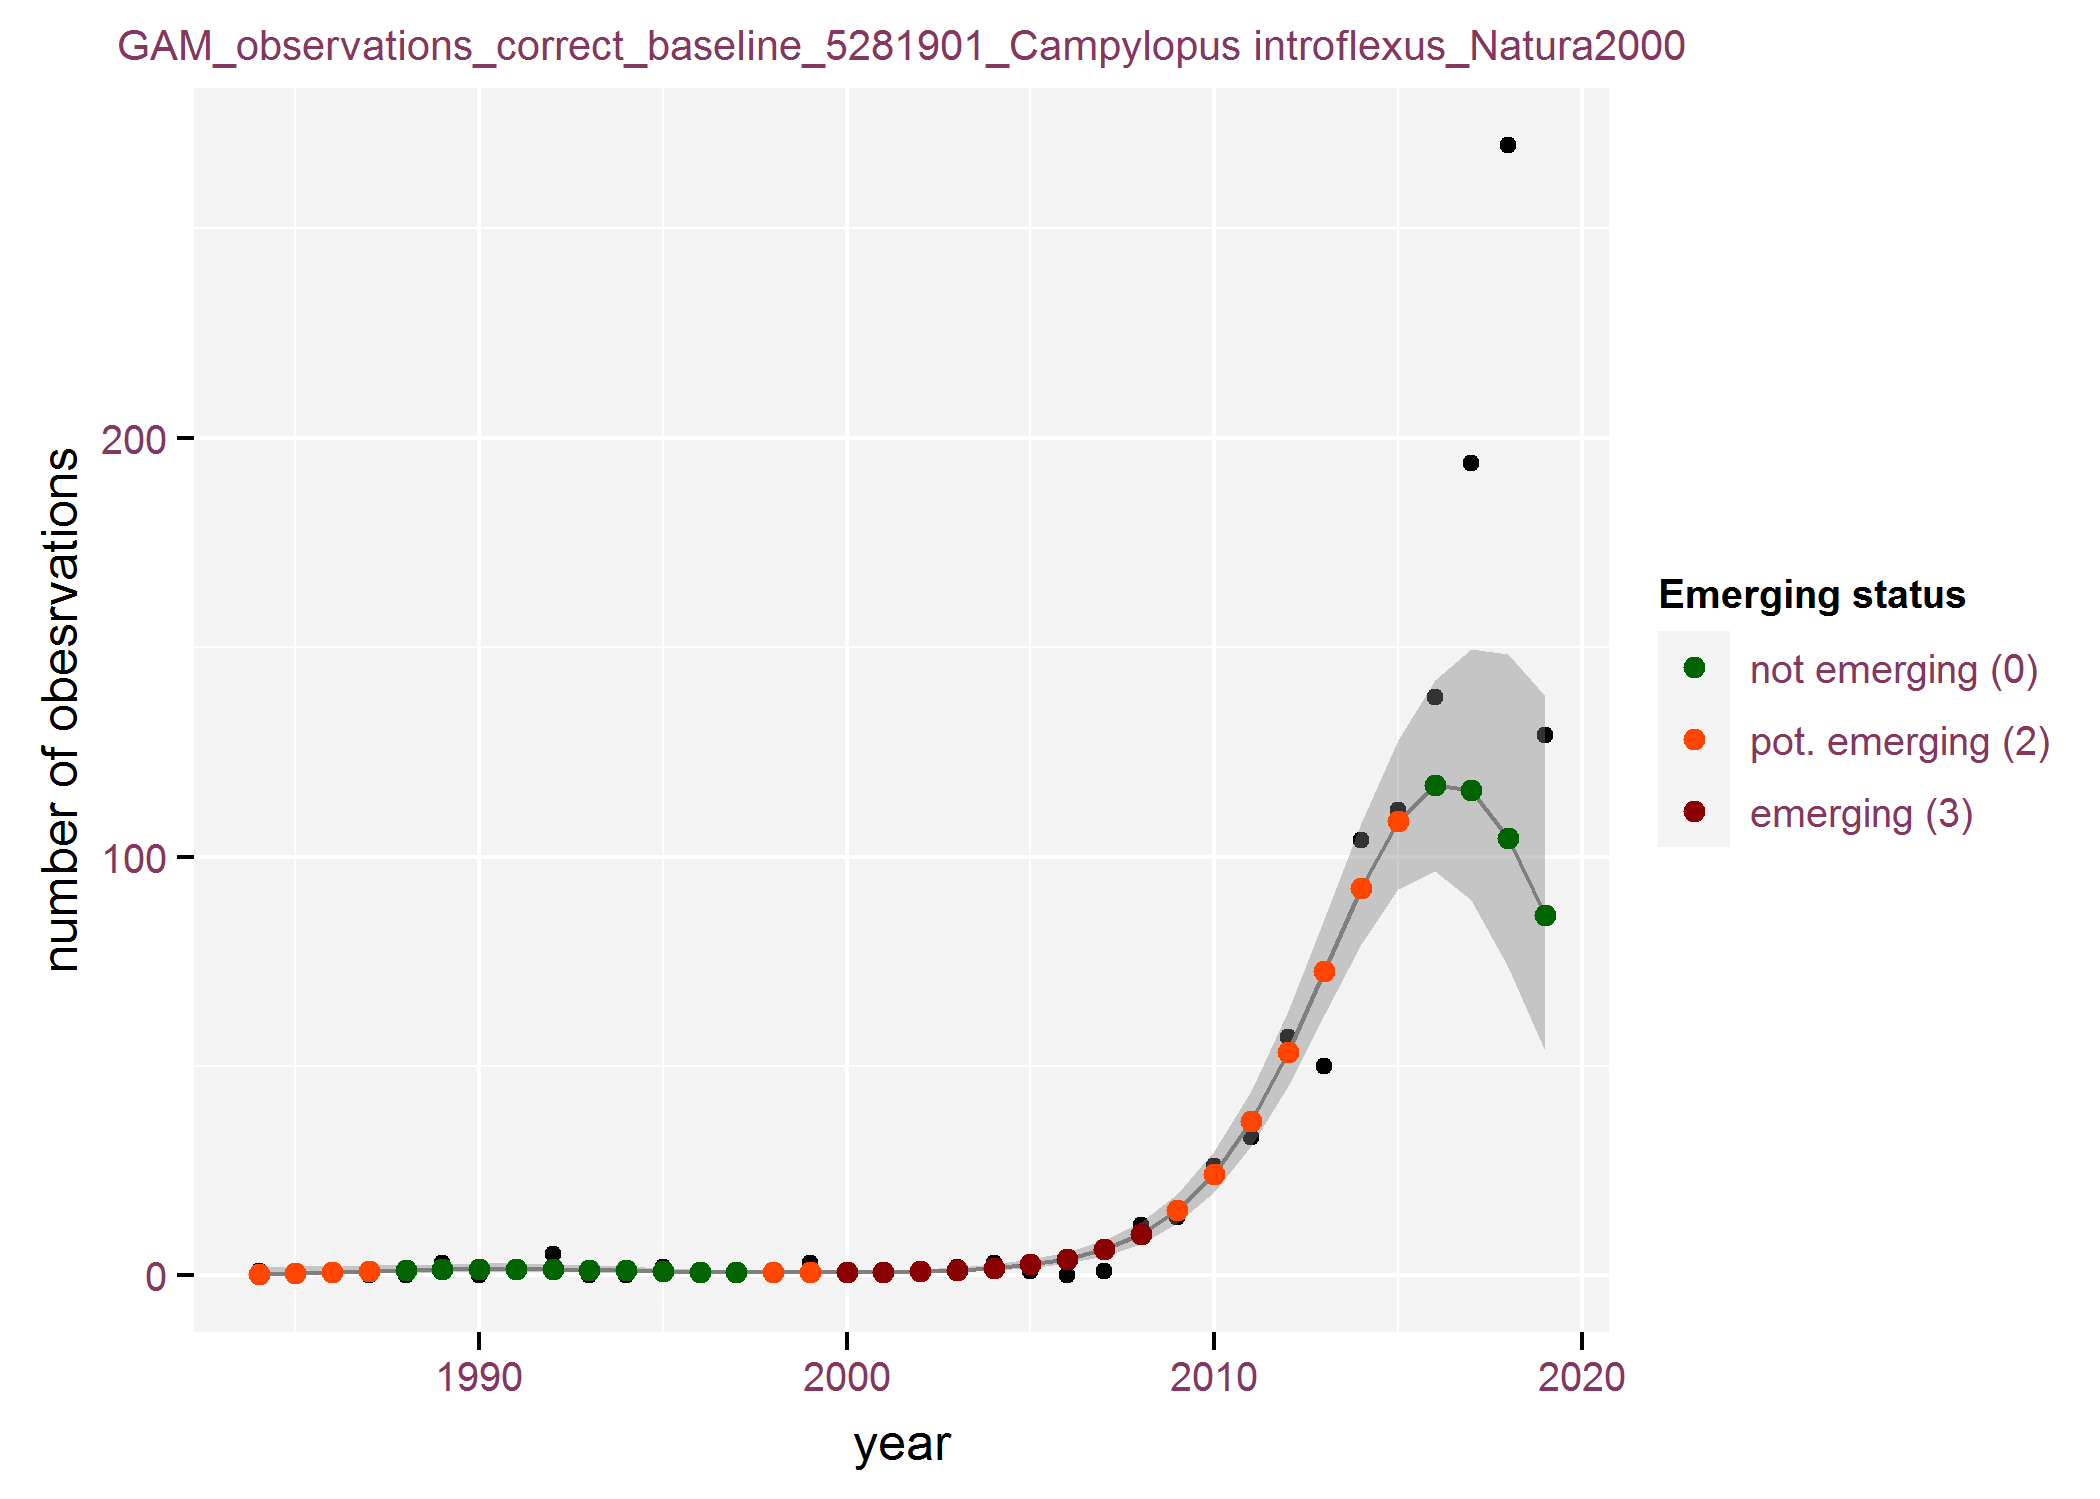 GAM_observations_correct_baseline_5281901_Campylopus introflexus_Natura2000
number of obesrvations
200
100
0
1990
2000
2010
2020
year
Emerging status
not emerging (0)
pot. emerging (2)
emerging (3)